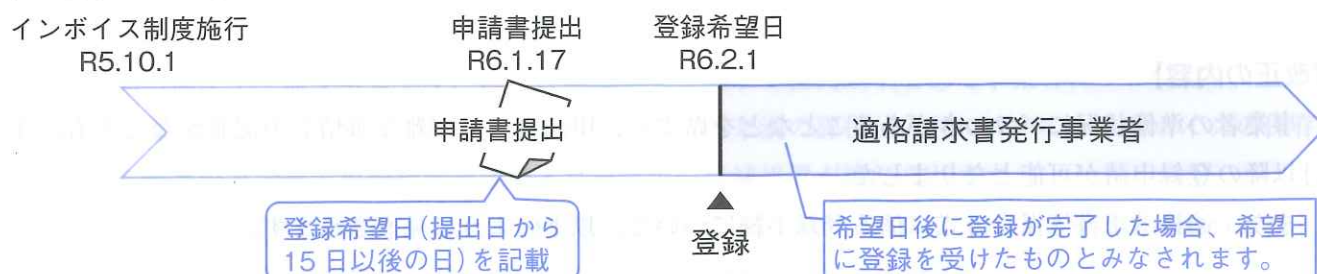 インボイス制度施行
R5.10.1
申請書提出
R6.1.17
登録希望日
R6.2.1
申請書提出
適格請求書発行事業者
登録希望日(提出日から
15日以後の日)を記載
登録
希望日後に登録が完了した場合、希望日
に登録を受けたものとみなされます。